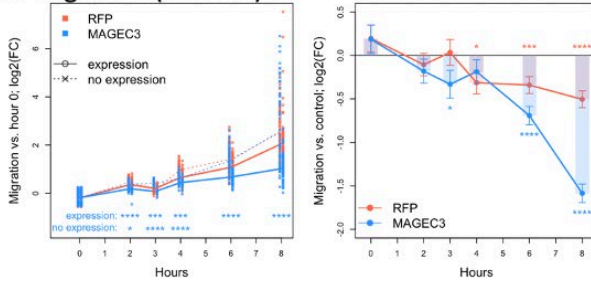 RFP
MAGEC3
expression
no expression
Migration vs. hour 0; log2(FC)
6
4
2
0
expression: **** *** *** **** ****
no expression: * **** ****
0 1 2 3 4 5 6 7 8
Hours
Migration vs. control; log2(FC)
0.5
0.0
-0.5
-1.0
-1.5
-2.0
* *** ****
* **** ****
RFP
MAGEC3
0 1 2 3 4 5 6 7 8
Hours